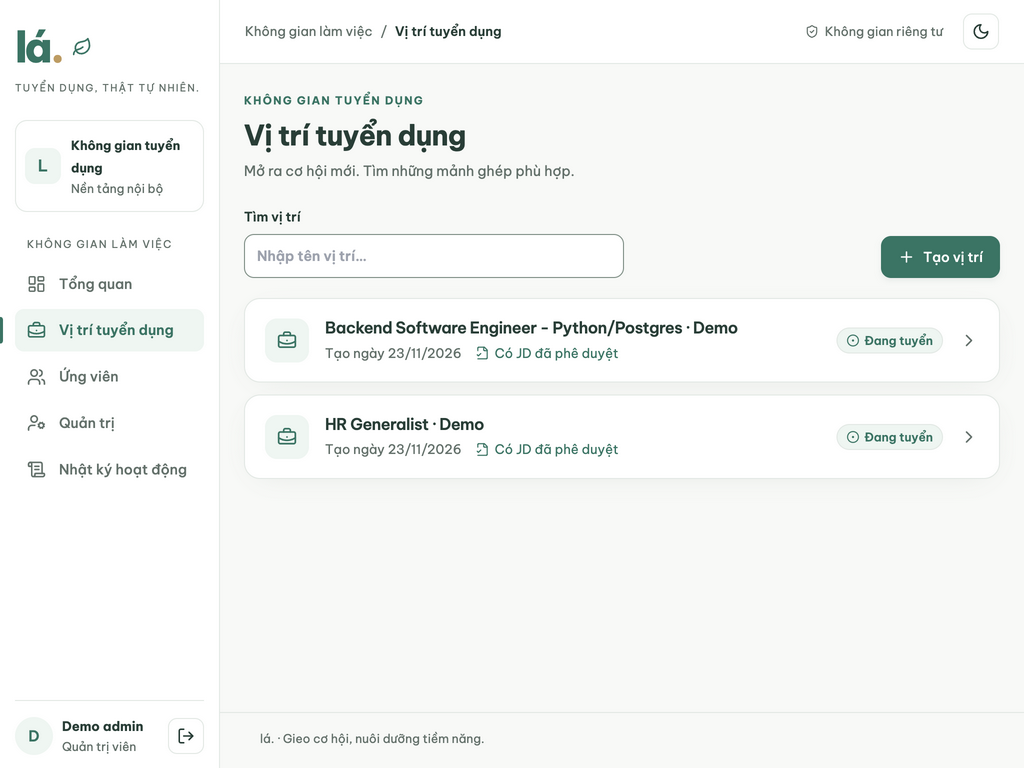 lá.
TUYỂN DỤNG, THẬT TỰ NHIÊN.
L
Không gian tuyển
dụng
Nền tảng nội bộ
KHÔNG GIAN LÀM VIỆC
Tổng quan
Vị trí tuyển dụng
Ứng viên
Quản trị
Nhật ký hoạt động
D
Demo admin
Quản trị viên
Không gian làm việc / Vị trí tuyển dụng
Không gian riêng tư
KHÔNG GIAN TUYỂN DỤNG
Vị trí tuyển dụng
Mở ra cơ hội mới. Tìm những mảnh ghép phù hợp.
Tìm vị trí
Nhập tên vị trí...
Tạo vị trí
Backend Software Engineer - Python/Postgres · Demo
Tạo ngày 23/11/2026 Có JD đã phê duyệt
Đang tuyển
HR Generalist · Demo
Tạo ngày 23/11/2026 Có JD đã phê duyệt
Đang tuyển
lá. · Gieo cơ hội, nuôi dưỡng tiềm năng.